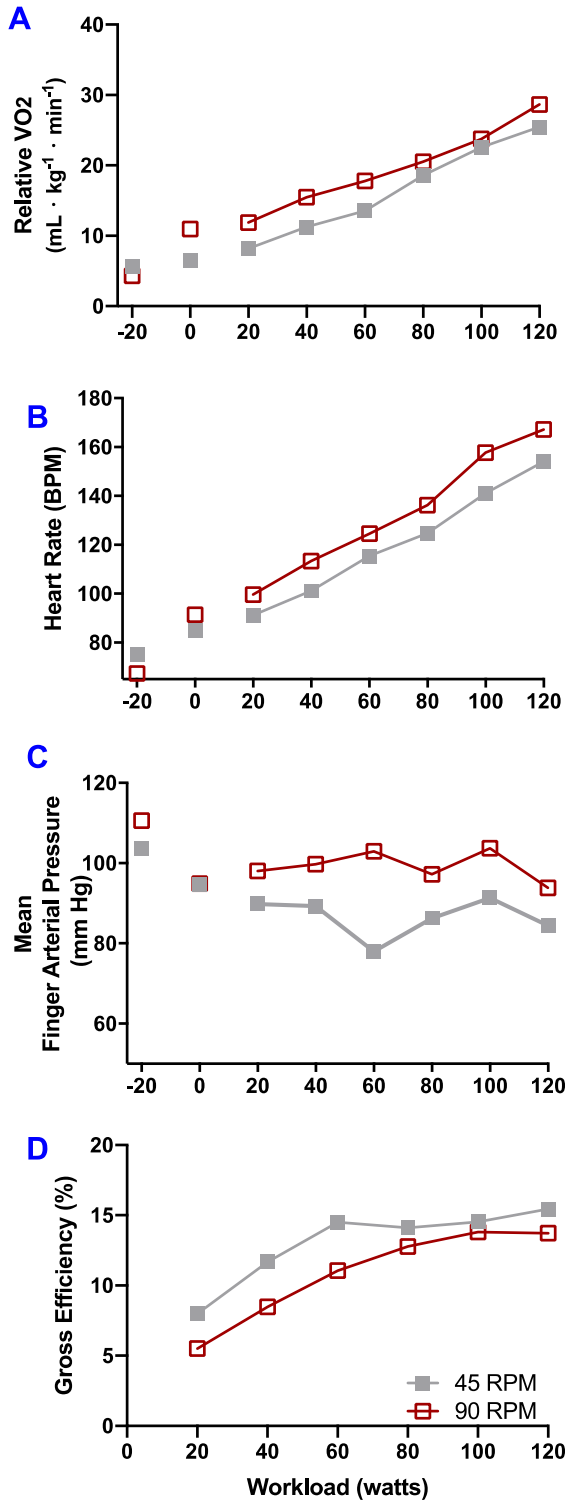 A
Relative VO2
(mL · kg⁻¹ · min⁻¹)
40
30
20
10
0
-20 0 20 40 60 80 100 120
B
Heart Rate (BPM)
180
160
140
120
100
80
-20 0 20 40 60 80 100 120
C
Mean
Finger Arterial Pressure
(mm Hg)
120
100
80
60
-20 0 20 40 60 80 100 120
D
Gross Efficiency (%)
20
15
10
5
0
45 RPM
90 RPM
0 20 40 60 80 100 120
Workload (watts)